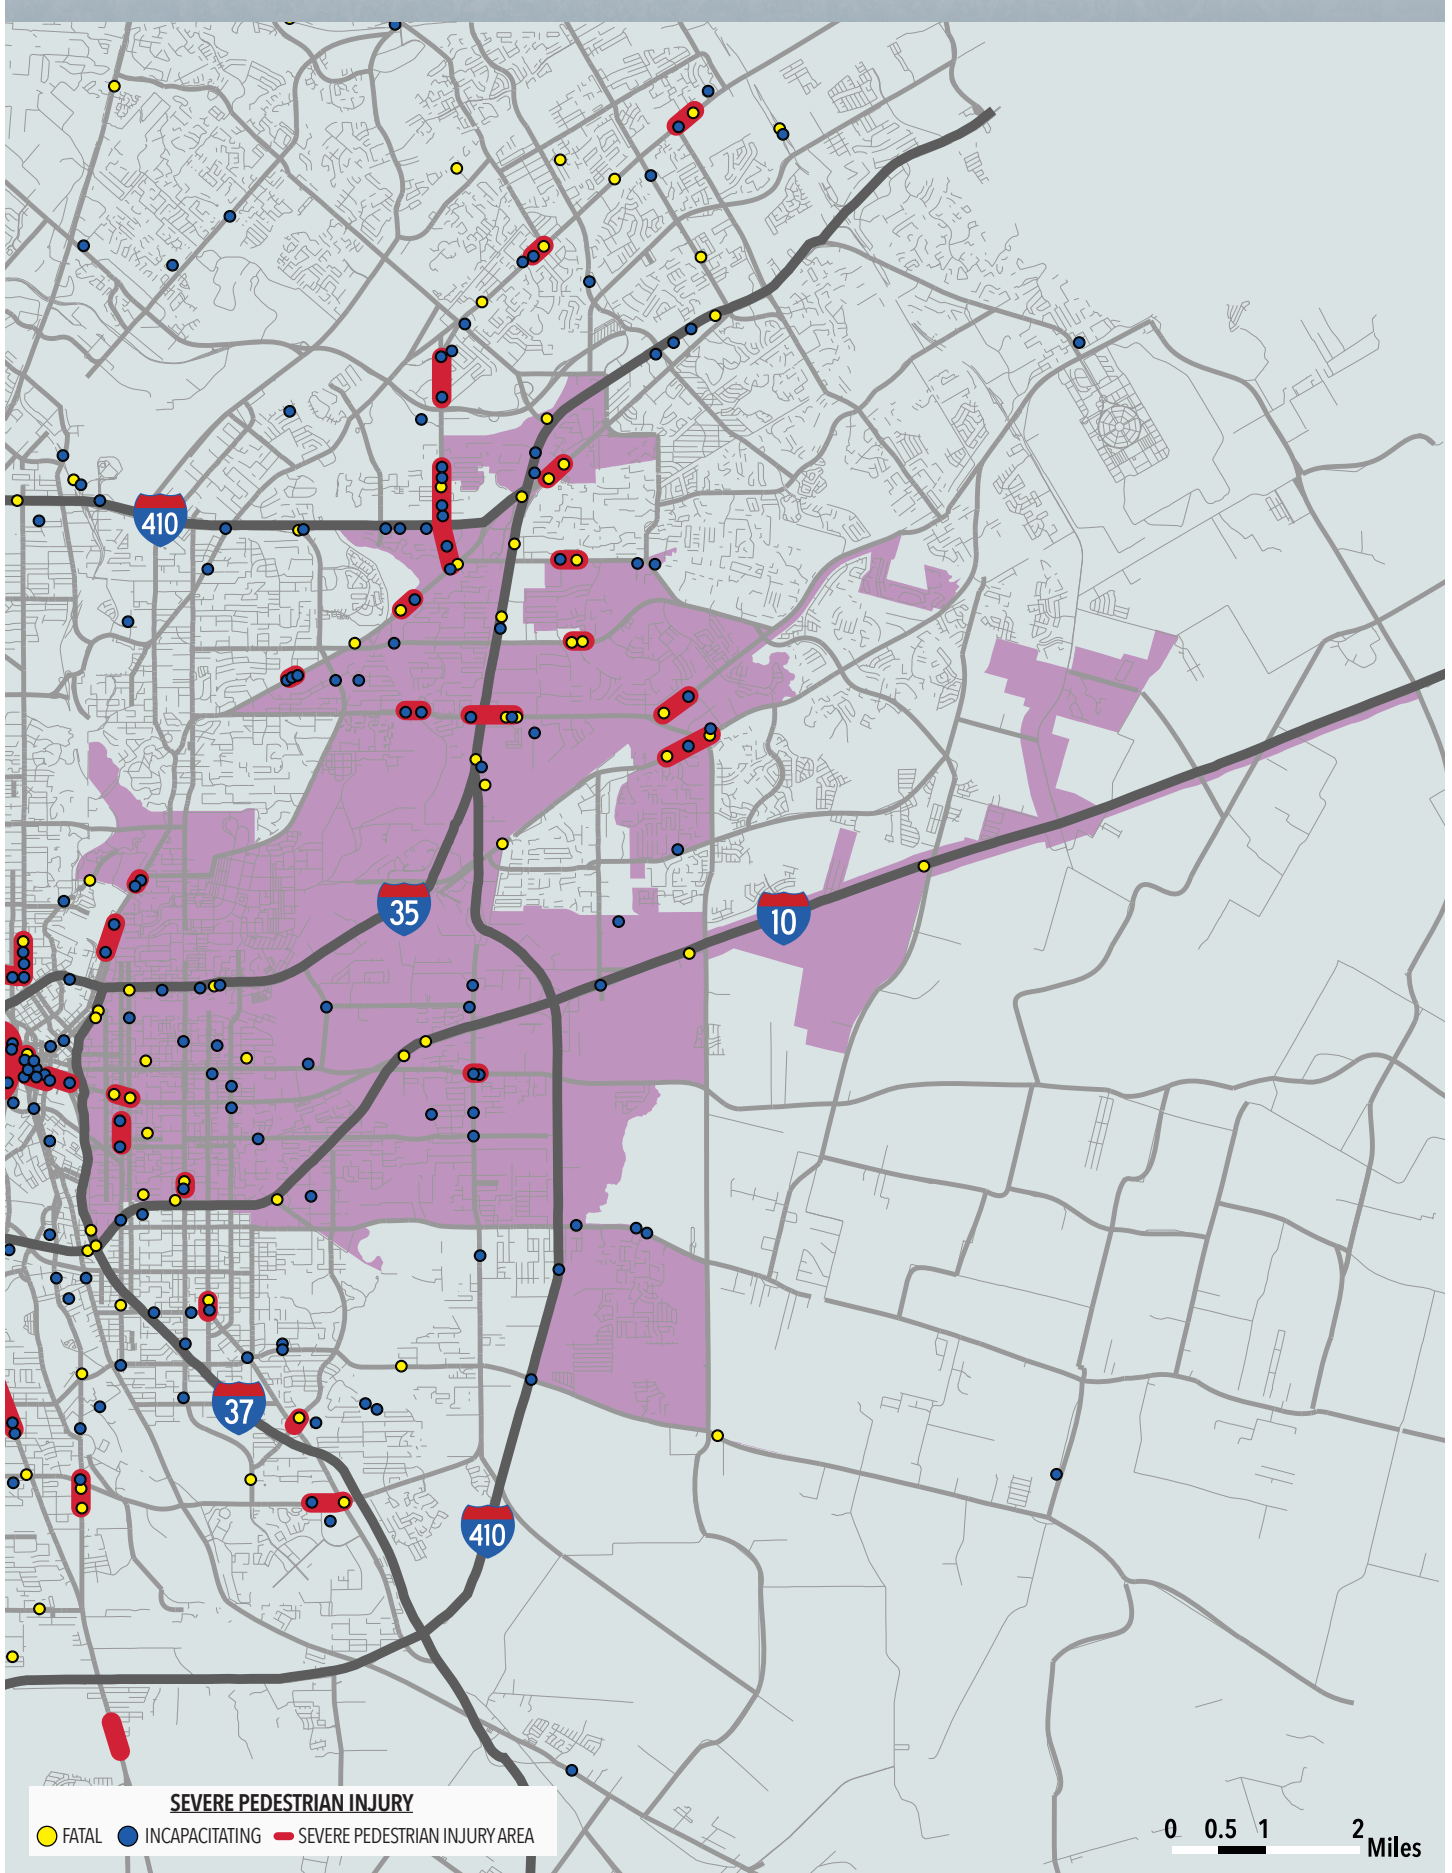 410
35
10
37
410
SEVERE PEDESTRIAN INJURY
FATAL INCAPACITATING SEVERE PEDESTRIAN INJURY AREA
0 0.5 1 2
Miles